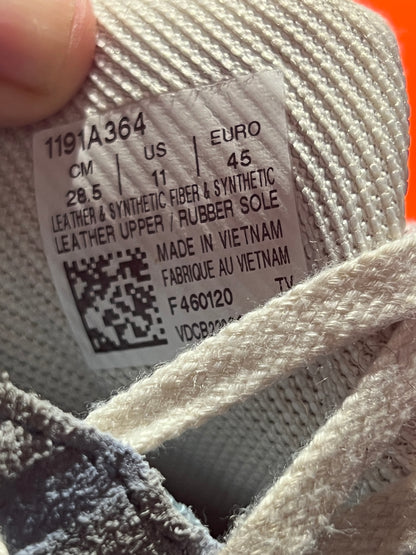 1191A364
CM | US | EURO
28.5 | 11 | 45
LEATHER & SYNTHETIC FIBER & SYNTHETIC
LEATHER UPPER / RUBBER SOLE
MADE IN VIETNAM
FABRIQUE AU VIETNAM
F460120 TV